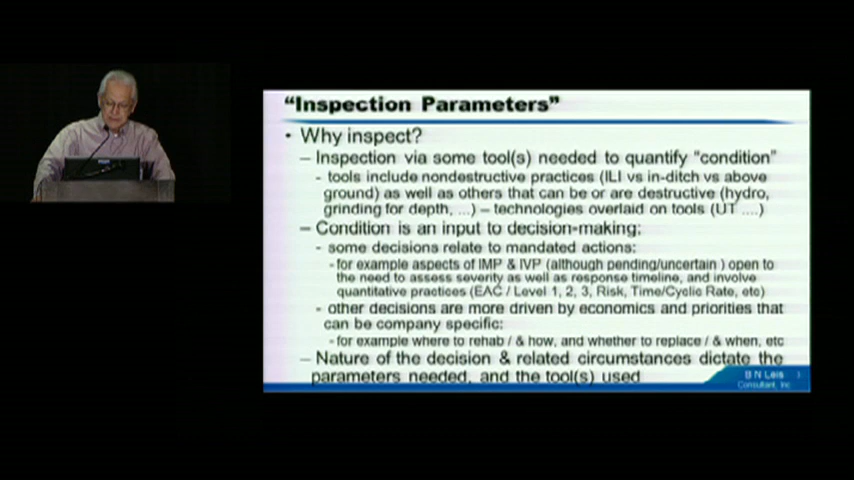 “Inspection Parameters”
• Why inspect?
– Inspection via some tool(s) needed to quantify “condition”
- tools include nondestructive practices (ILI vs in-ditch vs above
ground) as well as others that can be or are destructive (hydro,
grinding for depth, ...) – technologies overlaid on tools (UT ....)
– Condition is an input to decision-making:
- some decisions relate to mandated actions:
- for example aspects of IMP & IVP (although pending/uncertain ) open to
the need to assess severity as well as response timeline, and involve
quantitative practices (EAC / Level 1, 2, 3, Risk, Time/Cyclic Rate, etc)
- other decisions are more driven by economics and priorities that
can be company specific:
- for example where to rehab / & how, and whether to replace / & when, etc
– Nature of the decision & related circumstances dictate the
parameters needed, and the tool(s) used
B N Leis 3
Consultant, Inc